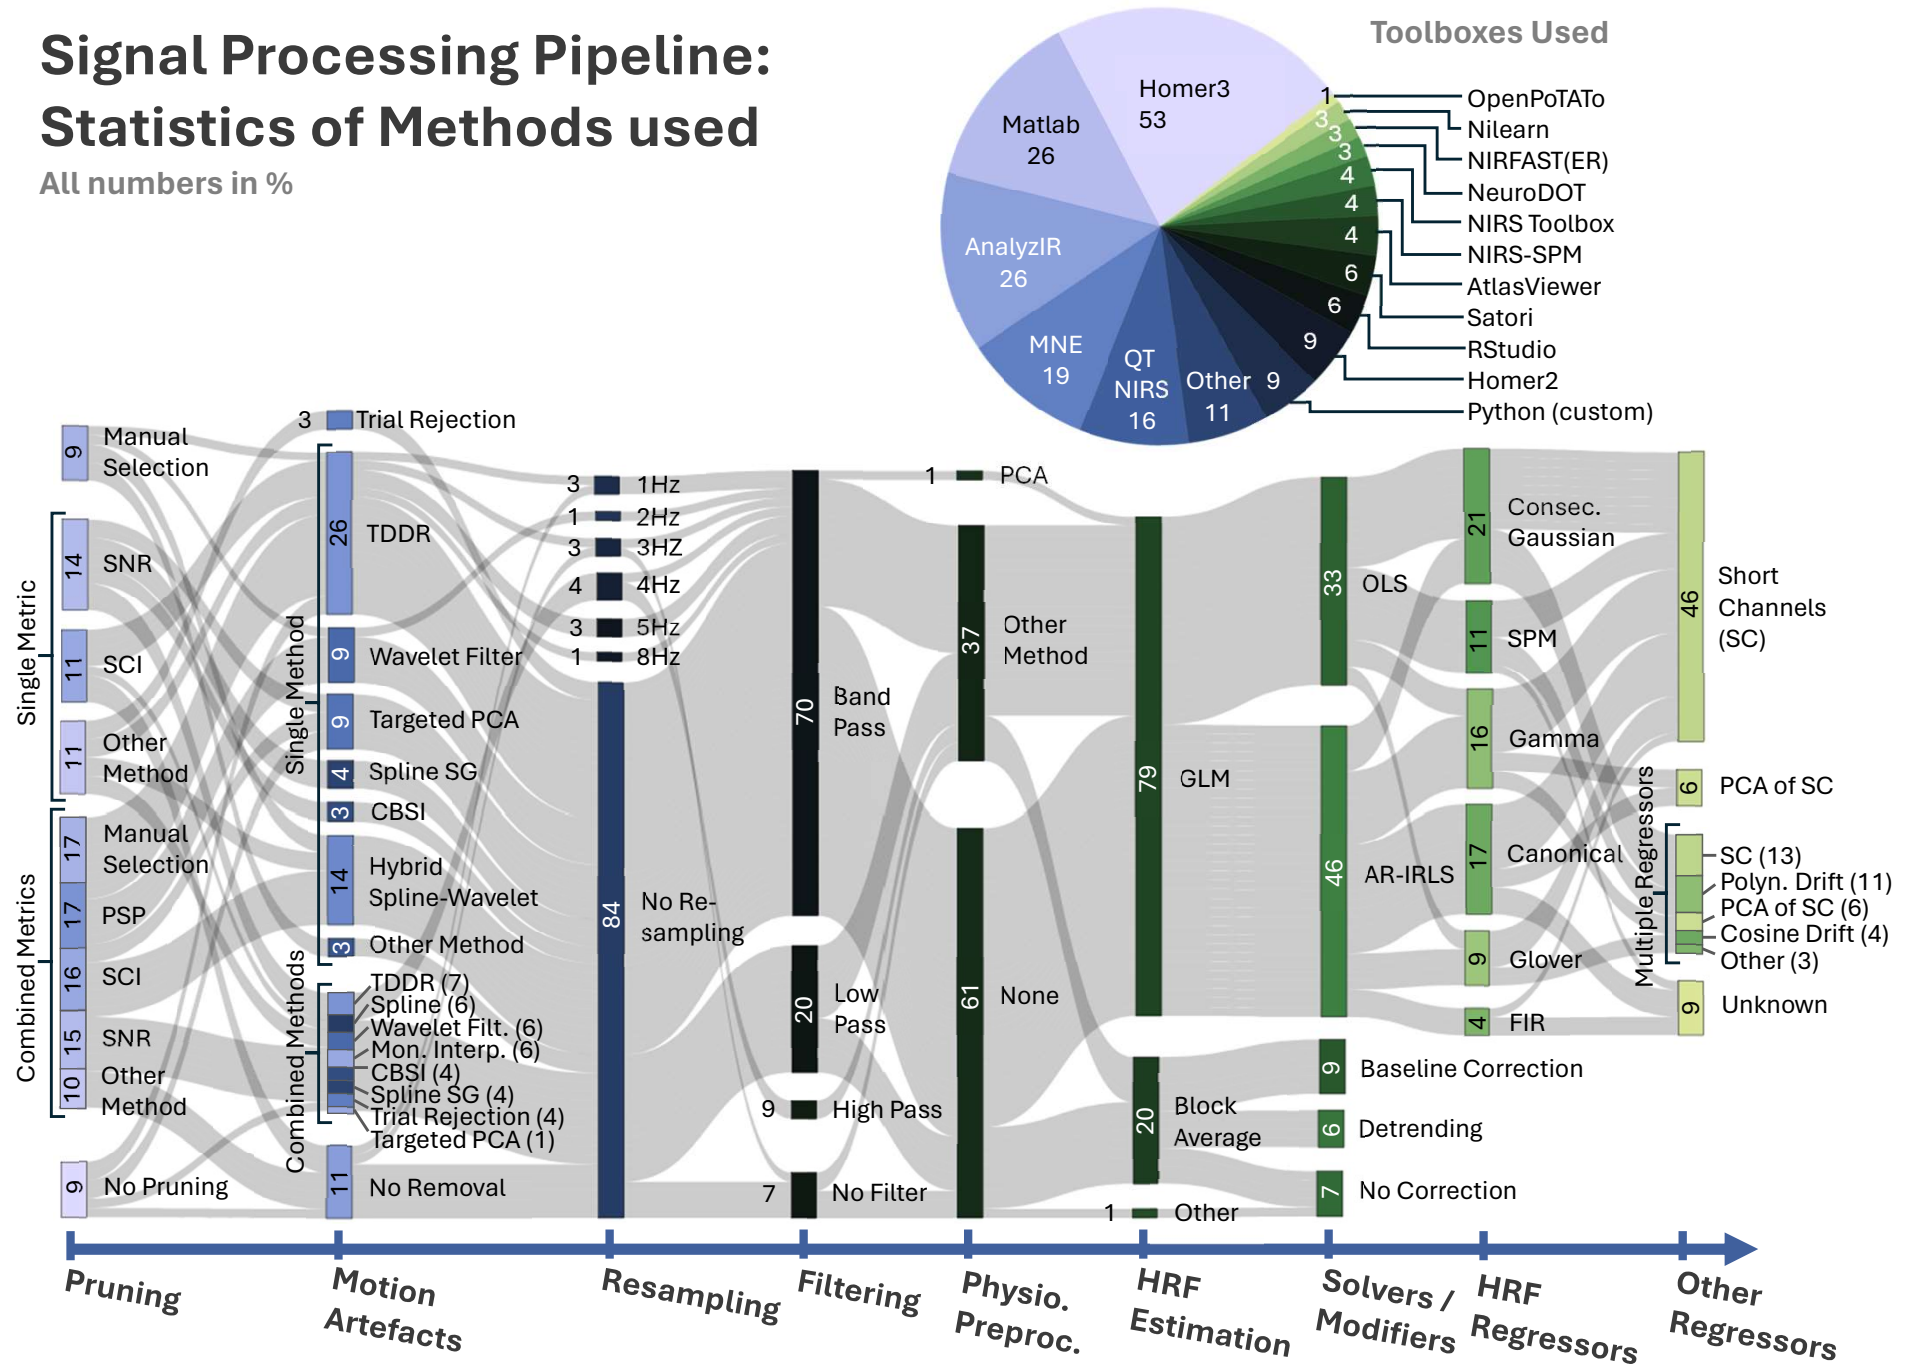 Signal Processing Pipeline:
Statistics of Methods used
All numbers in %
Toolboxes Used
Homer3
53
Matlab
26
AnalyzIR
26
MNE
19
QT
NIRS
16
Other
11
9
9
6
6
4
4
4
3
3
3
1
OpenPoTATo
Nilearn
NIRFAST(ER)
NeuroDOT
NIRS Toolbox
NIRS-SPM
AtlasViewer
Satori
RStudio
Homer2
Python (custom)
9
Manual
Selection
Single Metric
14
SNR
11
SCI
11
Other
Method
Combined Metrics
17
Manual
Selection
17
PSP
16
SCI
15
SNR
10
Other
Method
9
No Pruning
3
Trial Rejection
Single Method
26
TDDR
9
Wavelet Filter
9
Targeted PCA
4
Spline SG
3
CBSI
14
Hybrid
Spline-Wavelet
3
Other Method
Combined Methods
TDDR (7)
Spline (6)
Wavelet Filt. (6)
Mon. Interp. (6)
CBSI (4)
Spline SG (4)
Trial Rejection (4)
Targeted PCA (1)
11
No Removal
3
1Hz
1
2Hz
3
3HZ
4
4Hz
3
5Hz
1
8Hz
84
No Re-
sampling
70
Band
Pass
20
Low
Pass
9
High Pass
7
No Filter
1
PCA
37
Other
Method
61
None
79
GLM
20
Block
Average
1
Other
33
OLS
46
AR-IRLS
9
Baseline Correction
6
Detrending
7
No Correction
21
Consec.
Gaussian
11
SPM
16
Gamma
17
Canonical
9
Glover
4
FIR
46
Short
Channels
(SC)
6
PCA of SC
Multiple Regressors
SC (13)
Polyn. Drift (11)
PCA of SC (6)
Cosine Drift (4)
Other (3)
9
Unknown
Pruning
Motion
Artefacts
Resampling
Filtering
Physio.
Preproc.
HRF
Estimation
Solvers /
Modifiers
HRF
Regressors
Other
Regressors